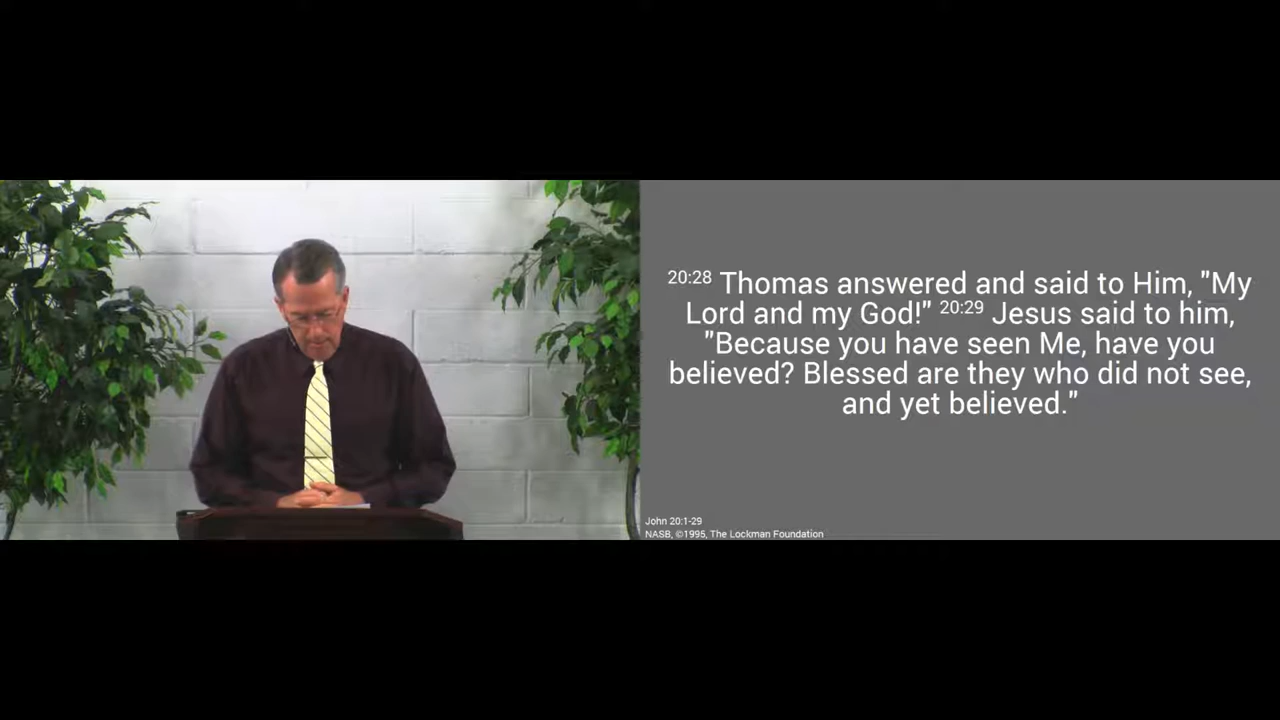 20:28 Thomas answered and said to Him, "My
Lord and my God!" 20:29 Jesus said to him,
"Because you have seen Me, have you
believed? Blessed are they who did not see,
and yet believed."
John 20:1-29
NASB, ©1995, The Lockman Foundation